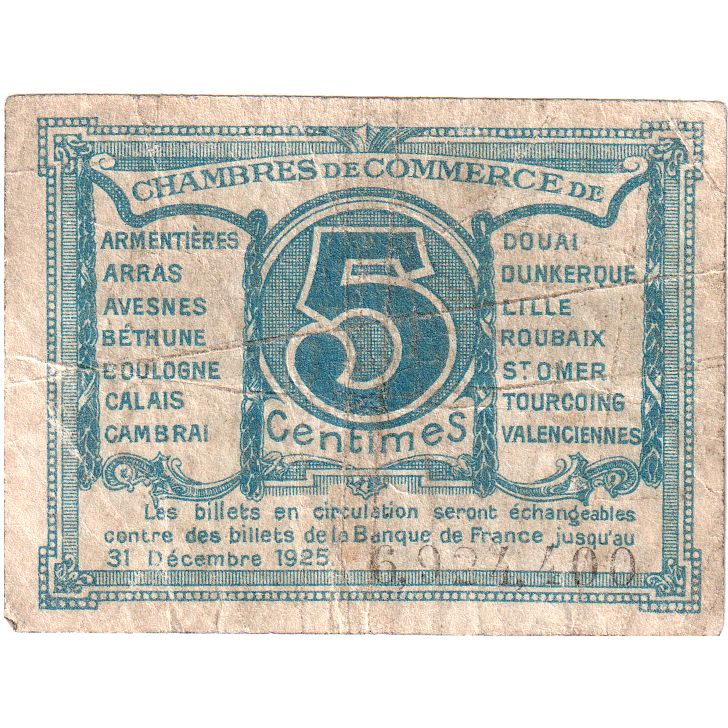 CHAMBRES DE COMMERCE DE
ARMENTIÈRES
ARRAS
AVESNES
BÉTHUNE
BOULOGNE
CALAIS
CAMBRAI
5
Centimes
DOUAI
DUNKERQUE
LILLE
ROUBAIX
ST OMER
TOURCOING
VALENCIENNES
Les billets en circulation seront échangeables
contre des billets de la Banque de France jusqu'au
31 Décembre 1925.
6,924,400